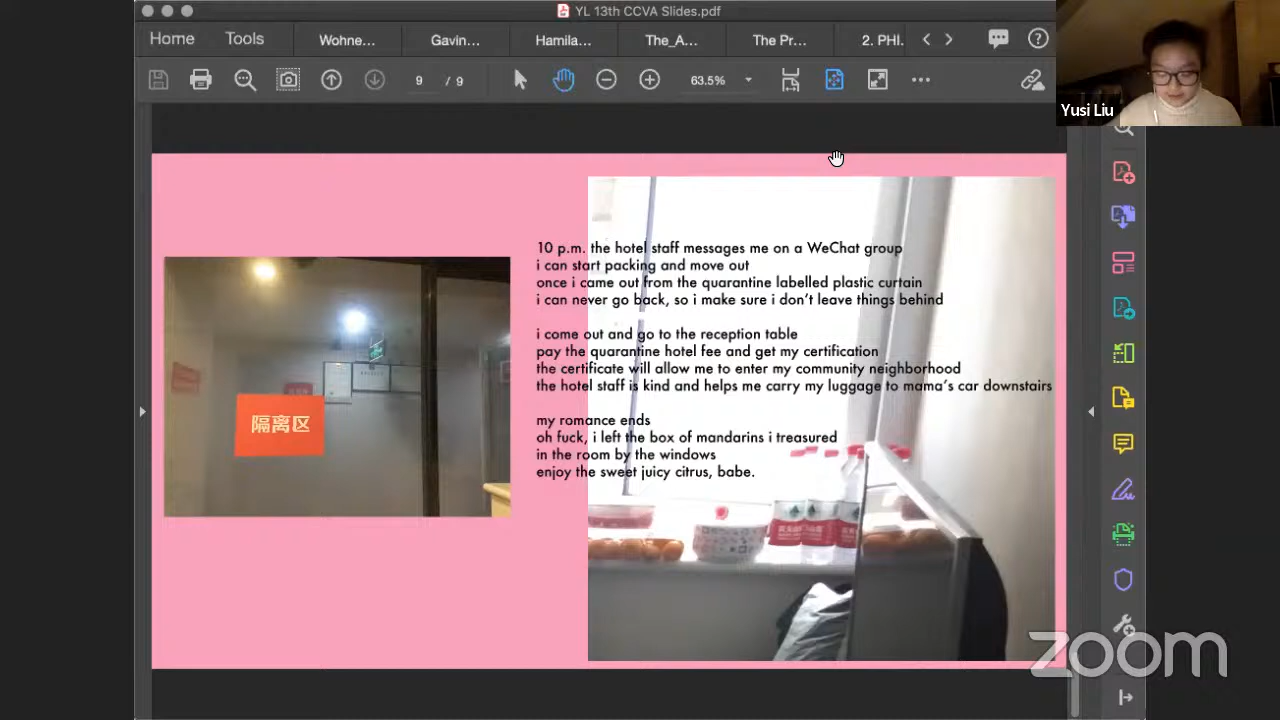 YL 13th CCVA Slides.pdf
Home
Tools
Wohne...
Gavin...
Hamila...
The_A...
The Pr...
2. PHI.
9 / 9
63.5%
Yusi Liu
10 p.m. the hotel staff messages me on a WeChat group
i can start packing and move out
once i came out from the quarantine labelled plastic curtain
i can never go back, so i make sure i don't leave things behind
i come out and go to the reception table
pay the quarantine hotel fee and get my certification
the certificate will allow me to enter my community neighborhood
the hotel staff is kind and helps me carry my luggage to mama's car downstairs
my romance ends
oh fuck, i left the box of mandarins i treasured
in the room by the windows
enjoy the sweet juicy citrus, babe.
隔离区
zoom